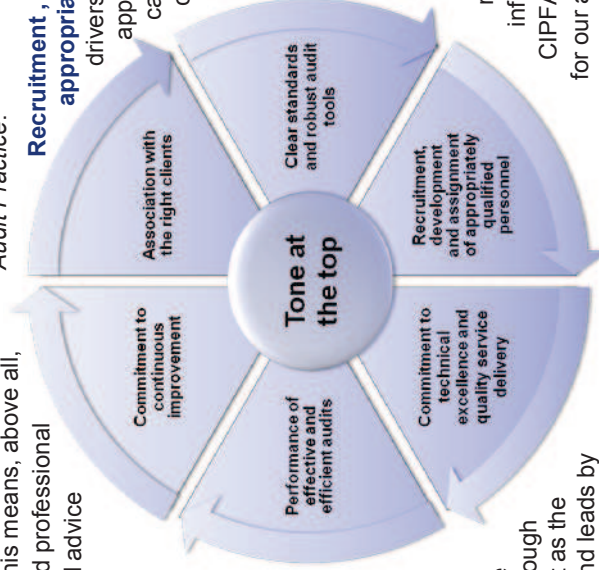 his means, above all,
d professional
l advice
Audit Practice.
Recruitment ,
appropria
drivers
app
ca
Association with
the right clients
Clear standards
and robust audit
tools
Recruitment,
development
and assignment
of appropriately
qualified
personnel
Commitment to
technical
excellence and
quality service
delivery
Performance of
effective and
efficient audits
Commitment to
continuous
improvement
Tone at
the top
ough
as the
nd leads by
inf
CIPFA
for our a